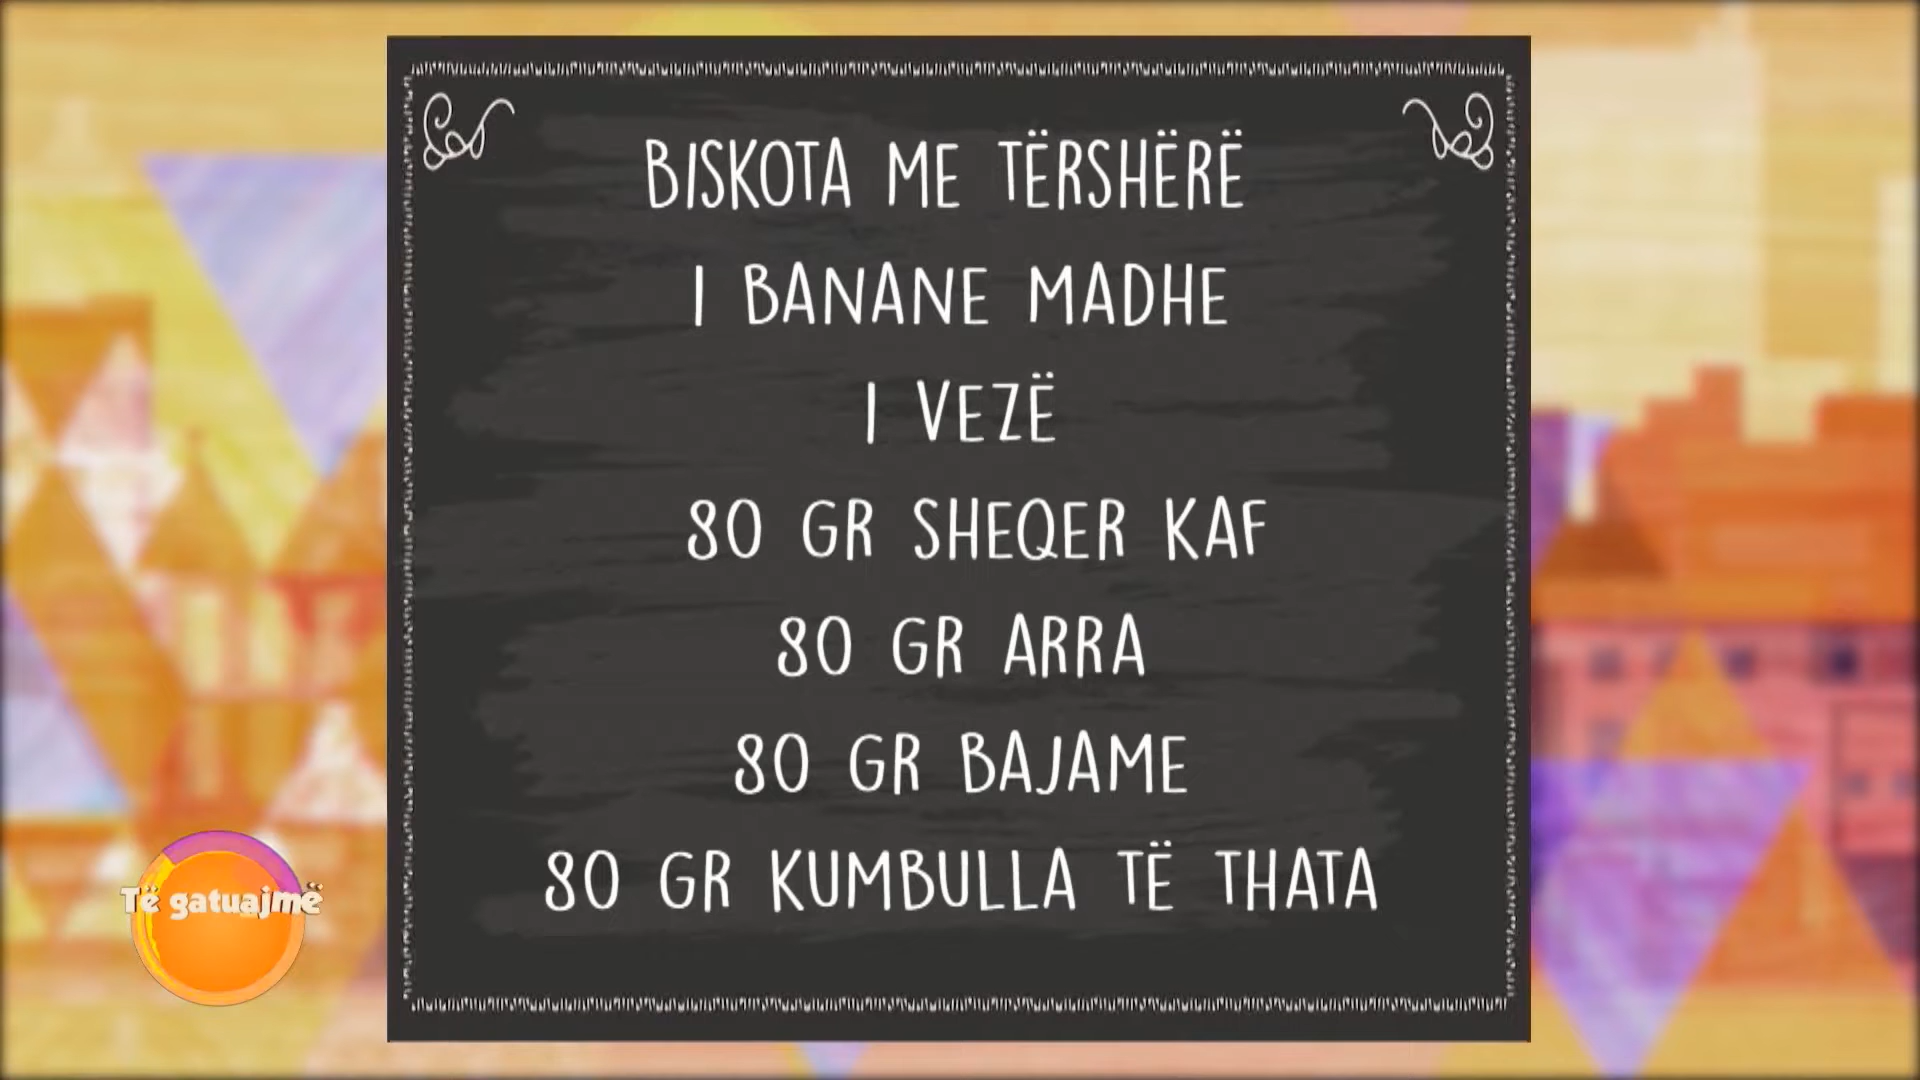 BISKOTA ME TËRSHËRË
1 BANANE MADHE
1 VEZË
80 GR SHEQER KAF
80 GR ARRA
80 GR BAJAME
80 GR KUMBULLA TË THATA
Të gatuajmë